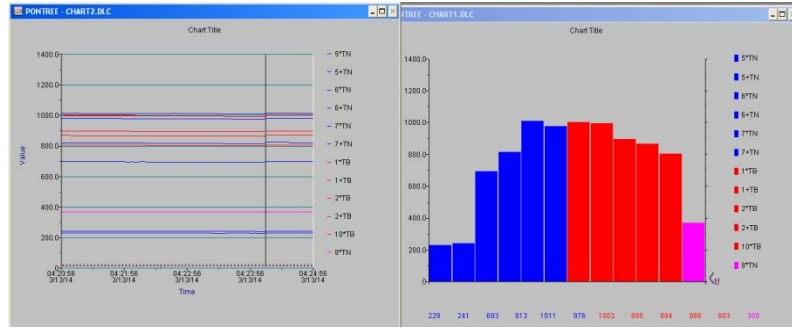 PONTREE - CHART2.DLC
Chart Title
1400.0
1200.0
1000.0
800.0
600.0
400.0
200.0
0
Value
04:20:56 04:21:56 04:22:56 04:23:56 04:24:56
3/13/14 3/13/14 3/13/14 3/13/14 3/13/14
Time
5*TN
5+TN
6*TN
6+TN
7*TN
7+TN
1*TB
1+TB
2*TB
2+TB
10*TB
8*TN
NTREE - CHART1.DLC
Chart Title
1400.0
1200.0
1000.0
800.0
600.0
400.0
200.0
0
5*TN
5+TN
6*TN
6+TN
7*TN
7+TN
1*TB
1+TB
2*TB
2+TB
10*TB
8*TN
229 241 693 813 1011 976 1002 995 894 866 803 368